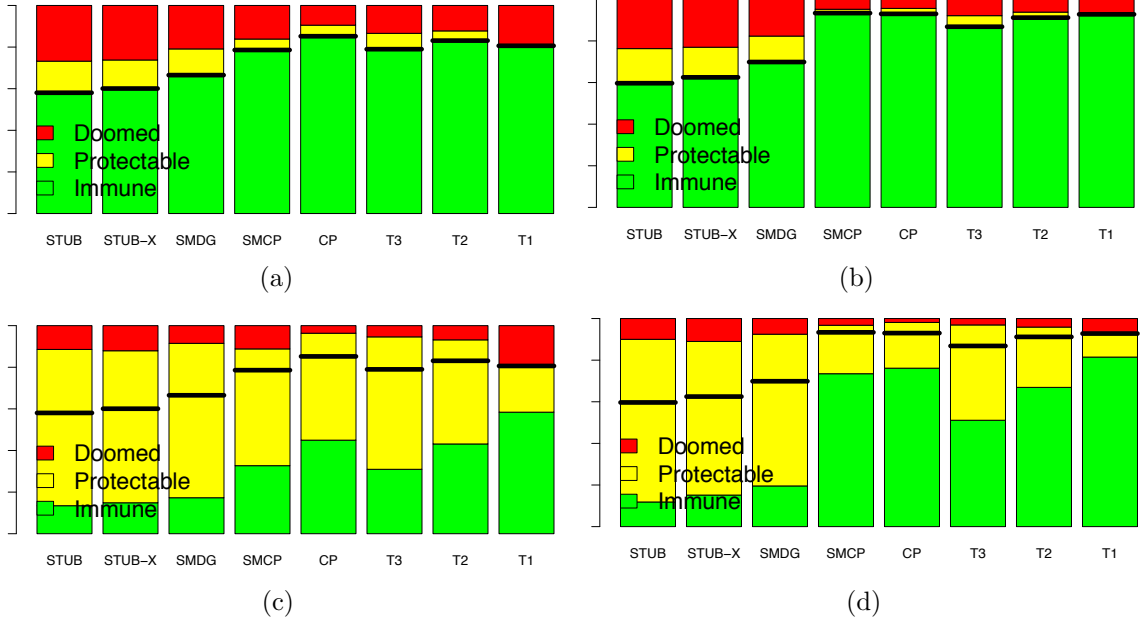 Doomed
Protectable
Immune
STUB STUB-X SMDG SMCP CP T3 T2 T1
(a)
Doomed
Protectable
Immune
STUB STUB-X SMDG SMCP CP T3 T2 T1
(b)
Doomed
Protectable
Immune
STUB STUB-X SMDG SMCP CP T3 T2 T1
(c)
Doomed
Protectable
Immune
STUB STUB-X SMDG SMCP CP T3 T2 T1
(d)